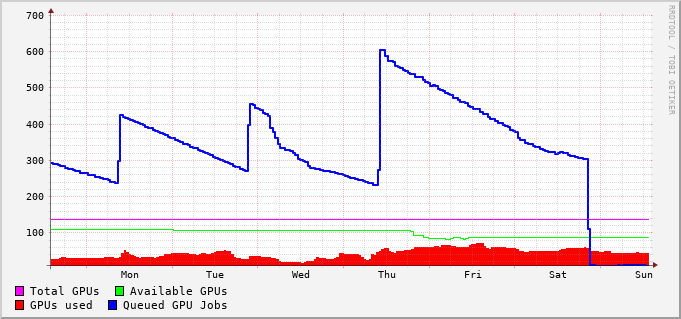 700
600
500
400
300
200
100
Mon Tue Wed Thu Fri Sat Sun
Total GPUs Available GPUs
GPUs used Queued GPU Jobs
RRDTOOL / TOBI OETIKER